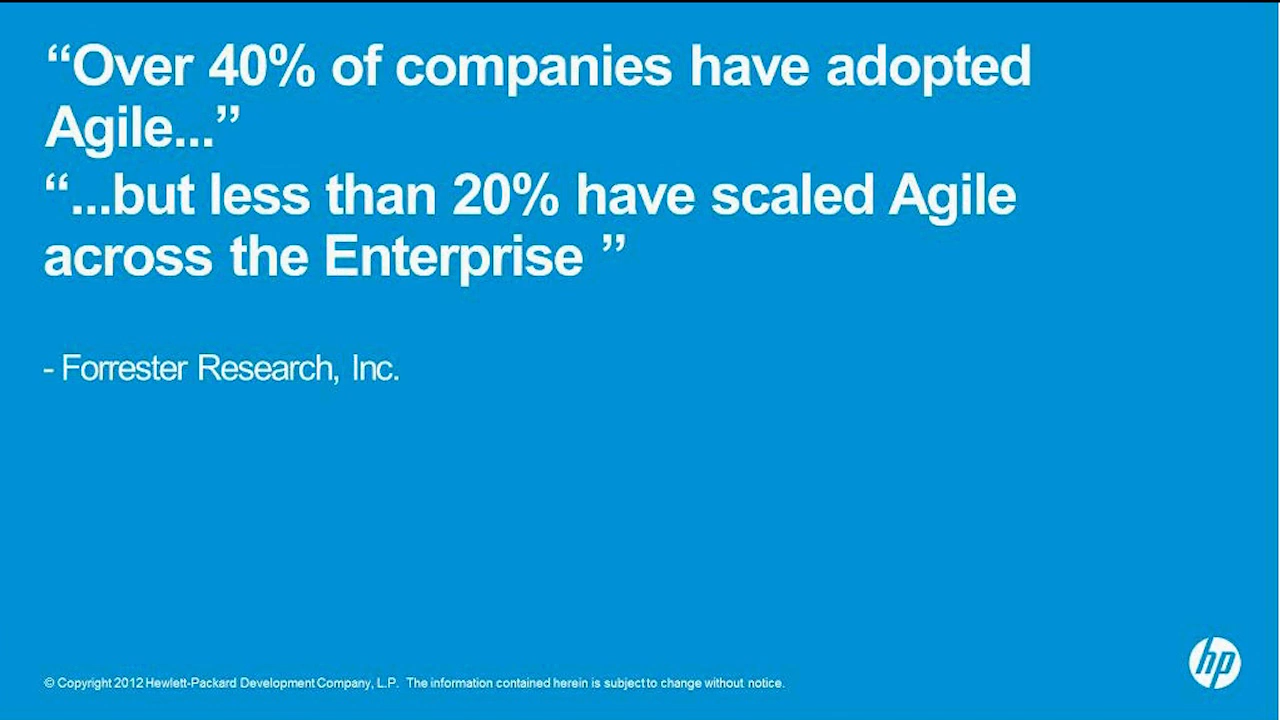 “Over 40% of companies have adopted
Agile...”
“...but less than 20% have scaled Agile
across the Enterprise ”
- Forrester Research, Inc.
© Copyright 2012 Hewlett-Packard Development Company, L.P. The information contained herein is subject to change without notice.
hp